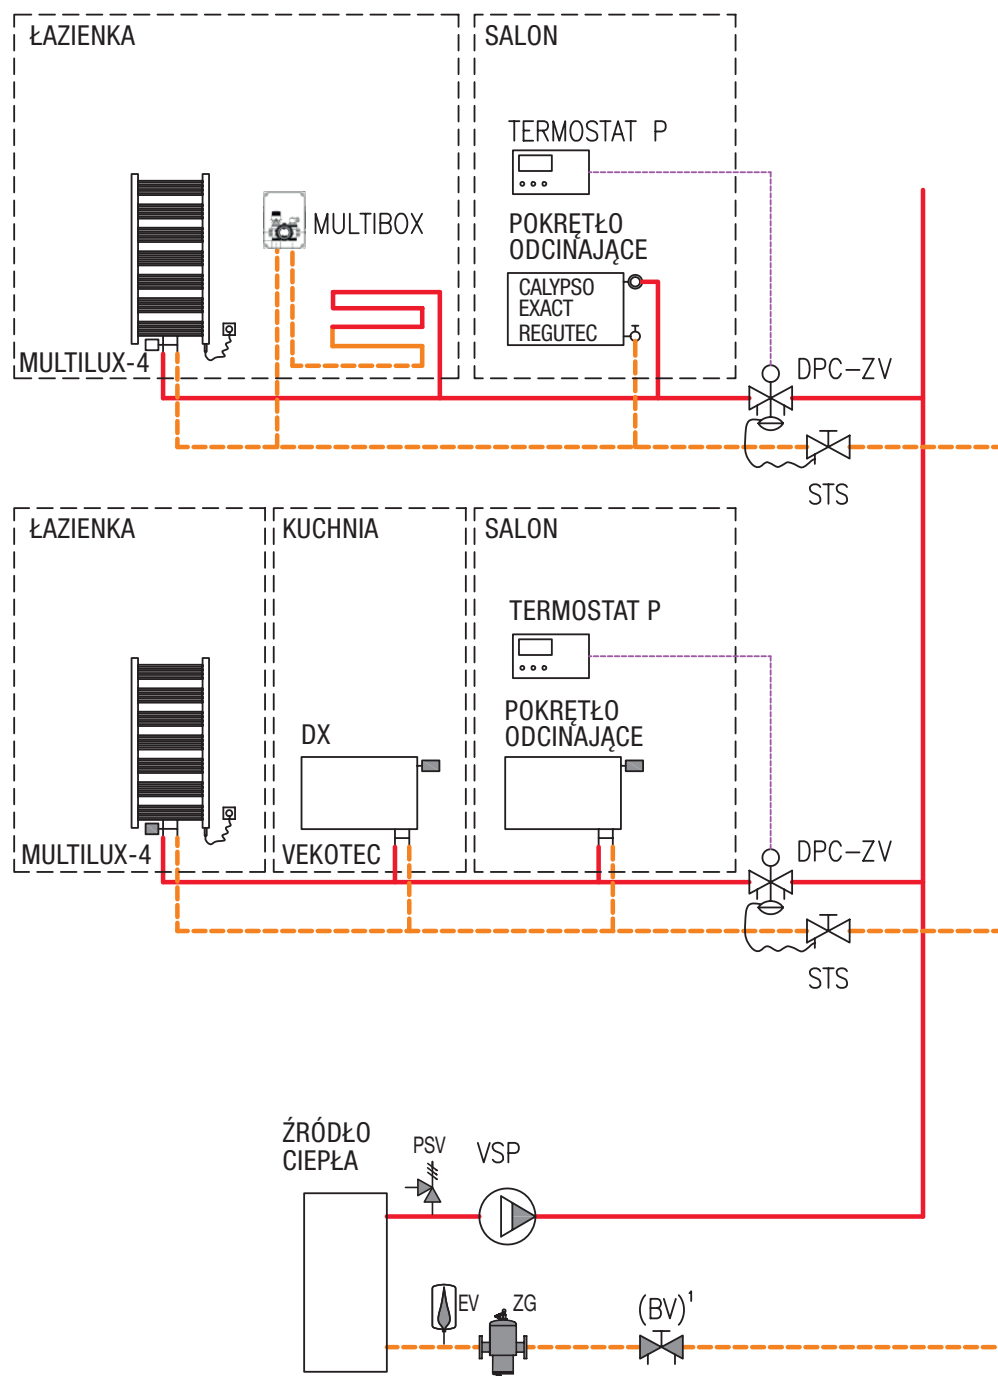 ŁAZIENKA
SALON
TERMOSTAT P
MULTIBOX
POKRĘTŁO
ODCINAJĄCE
CALYPSO
EXACT
REGUTEC
MULTILUX-4
DPC-ZV
STS
ŁAZIENKA
KUCHNIA
SALON
TERMOSTAT P
DX
POKRĘTŁO
ODCINAJĄCE
MULTILUX-4
VEKOTEC
DPC-ZV
STS
ŹRÓDŁO
CIEPŁA
PSV
VSP
EV
ZG
(BV)¹